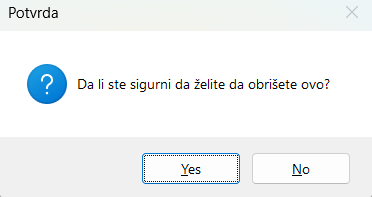 Potvrda
Da li ste sigurni da želite da obrišete ovo?
Yes
No